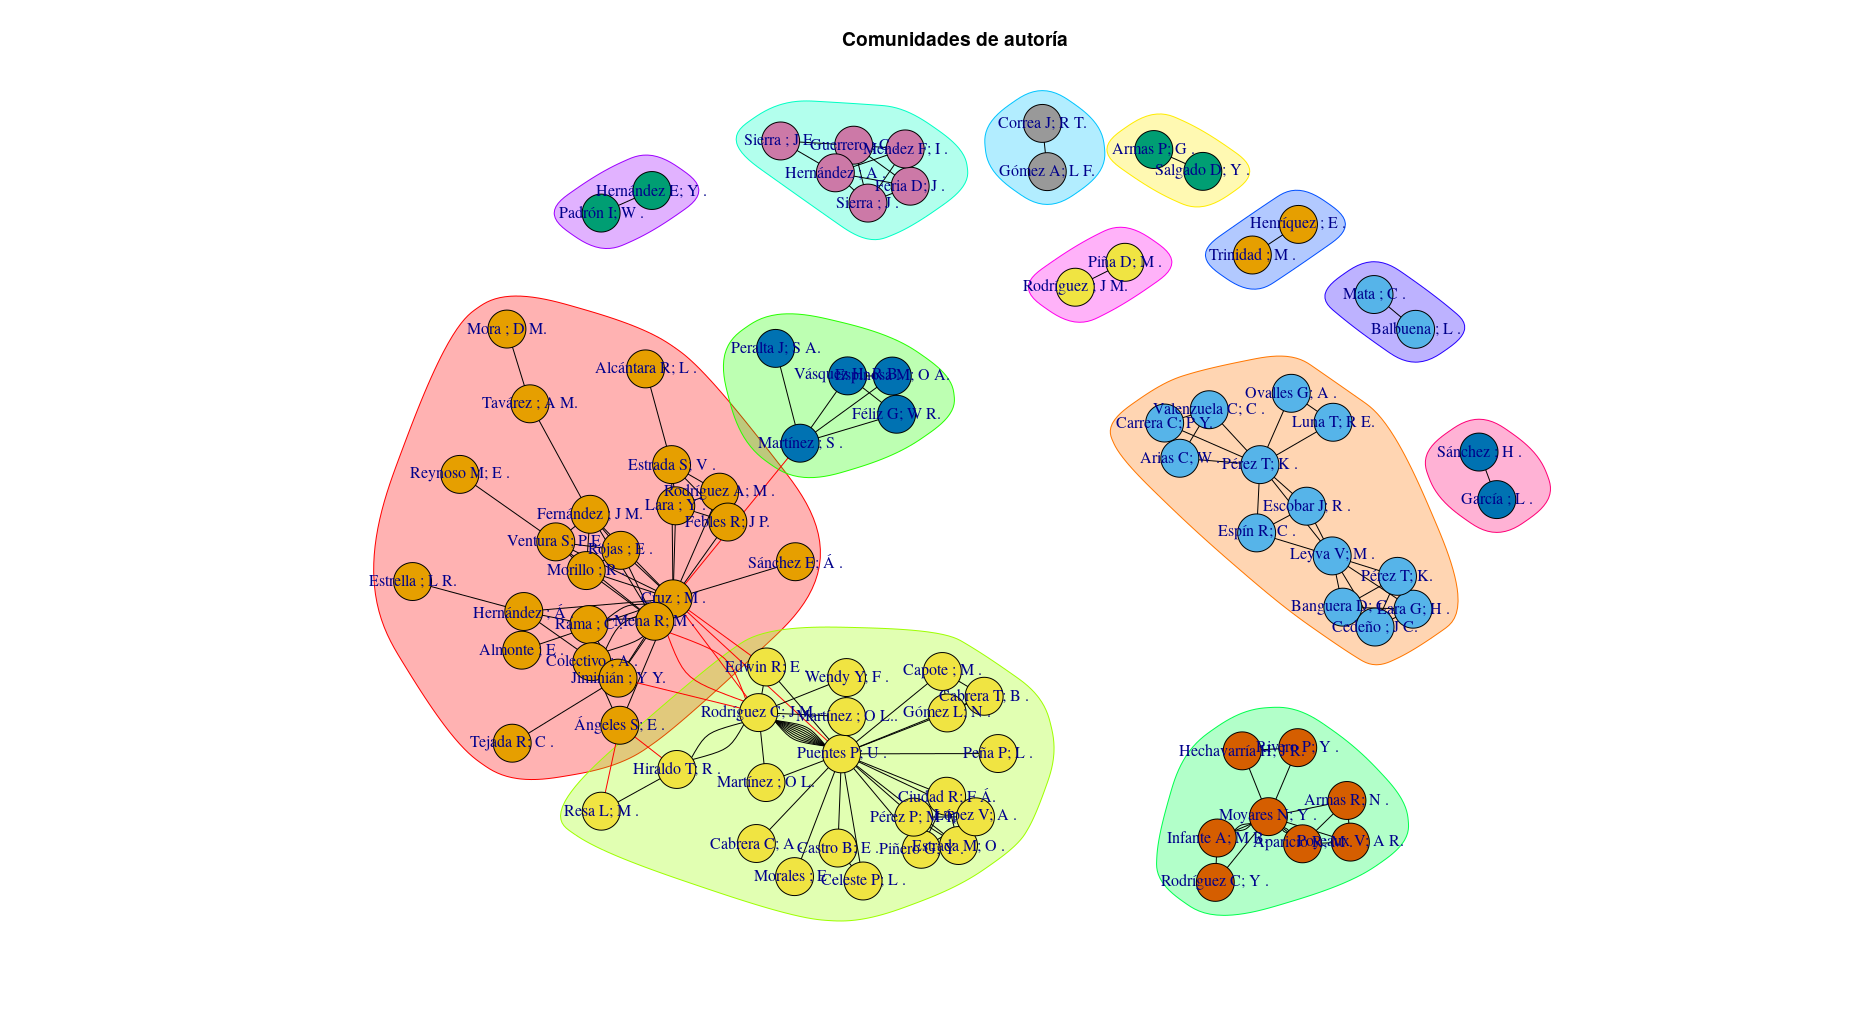 Comunidades de autoría
Correa J; R T.
Gómez A; L F.
Armas P; G .
Salgado D; Y .
Sierra ; J E.
Guerrero ; C
Méndez F; I .
Hernández ; A .
Feria D; J .
Sierra ; J .
Hernández E; Y .
Padrón I; W .
Henríquez ; E .
Trinidad ; M .
Piña D; M .
Rodríguez ; J M.
Mata ; C .
Balbuena ; L .
Mora ; D M.
Alcántara R; L .
Tavárez ; A M.
Estrada S; V .
Reynoso M; E .
Rodríguez A; M .
Lara ; Y .
Febles R; J P.
Fernández ; J M.
Ventura S; P E.
Rojas ; E .
Morillo ; R
Sánchez E; Á .
Estrella ; L R.
Cruz ; M .
Hernández ; Á
Rama ; C .
Mena R; M .
Almonte ; E .
Colectivo ; A .
Jiminián ; Y Y.
Ángeles S; E .
Tejada R; C .
Peralta J; S A.
Vásquez H; R B.
Espinosa M; O A.
Féliz G; W R.
Martínez ; S .
Ovalles G; A .
Valenzuela C; C .
Carrera C; P Y.
Luna T; R E.
Arias C; W .
Pérez T; K .
Escobar J; R .
Espín R; C .
Leyva V; M .
Pérez T; K.
Banguera D; C
Lara G; H .
Cedeño ; J C.
Sánchez ; H .
García ; L .
Edwin R; E
Wendy Y; F .
Capote ; M .
Cabrera T; B .
Rodríguez C; J M.
Martínez ; O L..
Gómez L; N .
Puentes P; U .
Peña P; L .
Hiraldo T; R .
Martínez ; O L.
Resa L; M .
Ciudad R; F Á.
Pérez P; M
López V; A .
Cabrera C; A .
Castro B; E .
Piñero G; Y .
Estrada M; O .
Morales ; E
Celeste P; L .
Hechavarría H; R.
Rivero P; Y .
Armas R; N .
Moyares N; Y .
Infante A; M B.
Aparicio R;
V; A R.
Rodríguez C; Y .